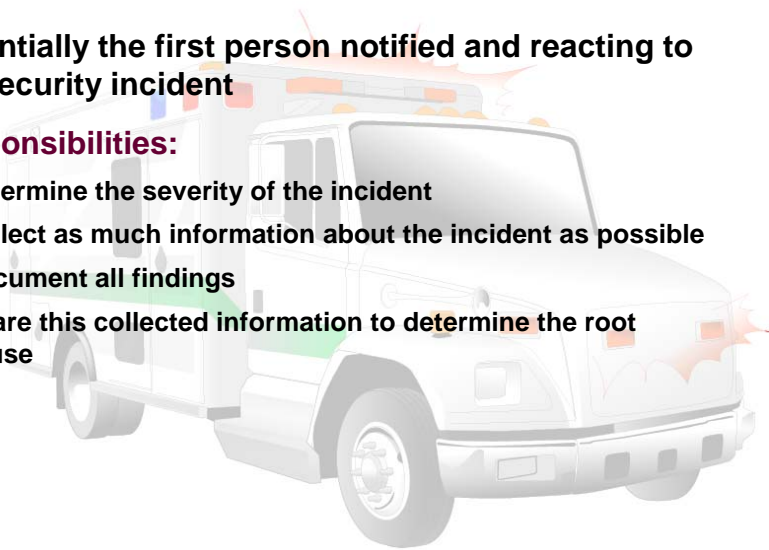 ntially the first person notified and reacting to
ecurity incident
onsibilities:
ermine the severity of the incident
llect as much information about the incident as possible
cument all findings
are this collected information to determine the root
use